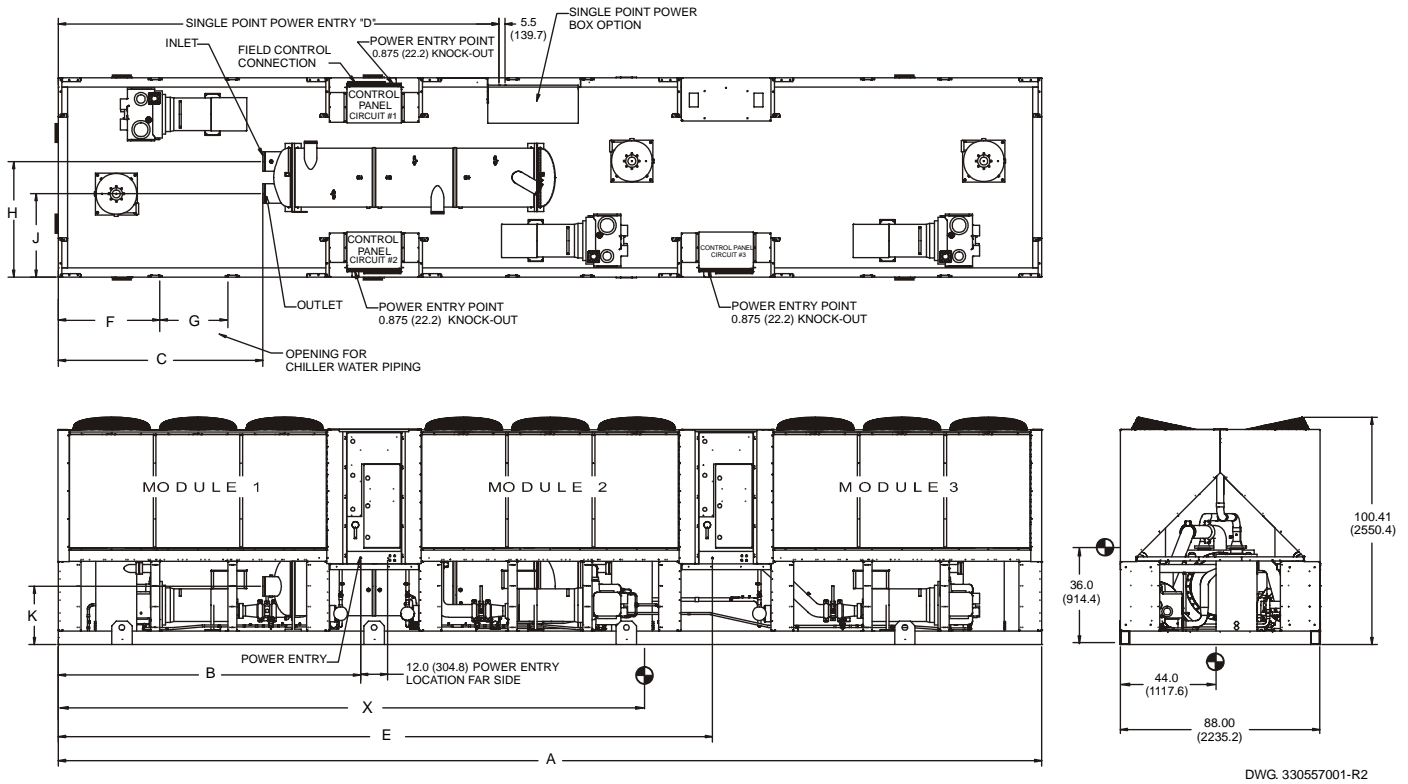 SINGLE POINT POWER ENTRY "D"
5.5
(139.7)
SINGLE POINT POWER
BOX OPTION
INLET
FIELD CONTROL
CONNECTION
POWER ENTRY POINT
0.875 (22.2) KNOCK-OUT
CONTROL
PANEL
CIRCUIT #1
H
J
CONTROL
PANEL
CIRCUIT #2
CONTROL PANEL
CIRCUIT #3
OUTLET
POWER ENTRY POINT
0.875 (22.2) KNOCK-OUT
POWER ENTRY POINT
0.875 (22.2) KNOCK-OUT
F
G
C
OPENING FOR
CHILLER WATER PIPING
MODULE 1
MODULE 2
MODULE 3
K
POWER ENTRY
B
12.0 (304.8) POWER ENTRY
LOCATION FAR SIDE
X
E
A
100.41
(2550.4)
36.0
(914.4)
44.0
(1117.6)
88.00
(2235.2)
DWG. 330557001-R2